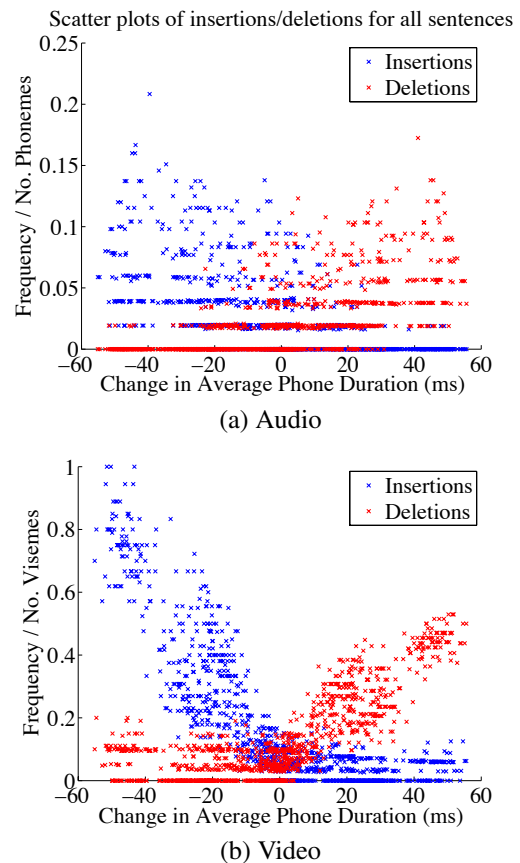 Scatter plots of insertions/deletions for all sentences
0.25
Insertions
Deletions
0.2
0.15
0.1
0.05
0
Frequency / No. Phonemes
−60 −40 −20 0 20 40 60
Change in Average Phone Duration (ms)
(a) Audio
1
Insertions
Deletions
0.8
0.6
0.4
0.2
0
Frequency / No. Visemes
−60 −40 −20 0 20 40 60
Change in Average Phone Duration (ms)
(b) Video